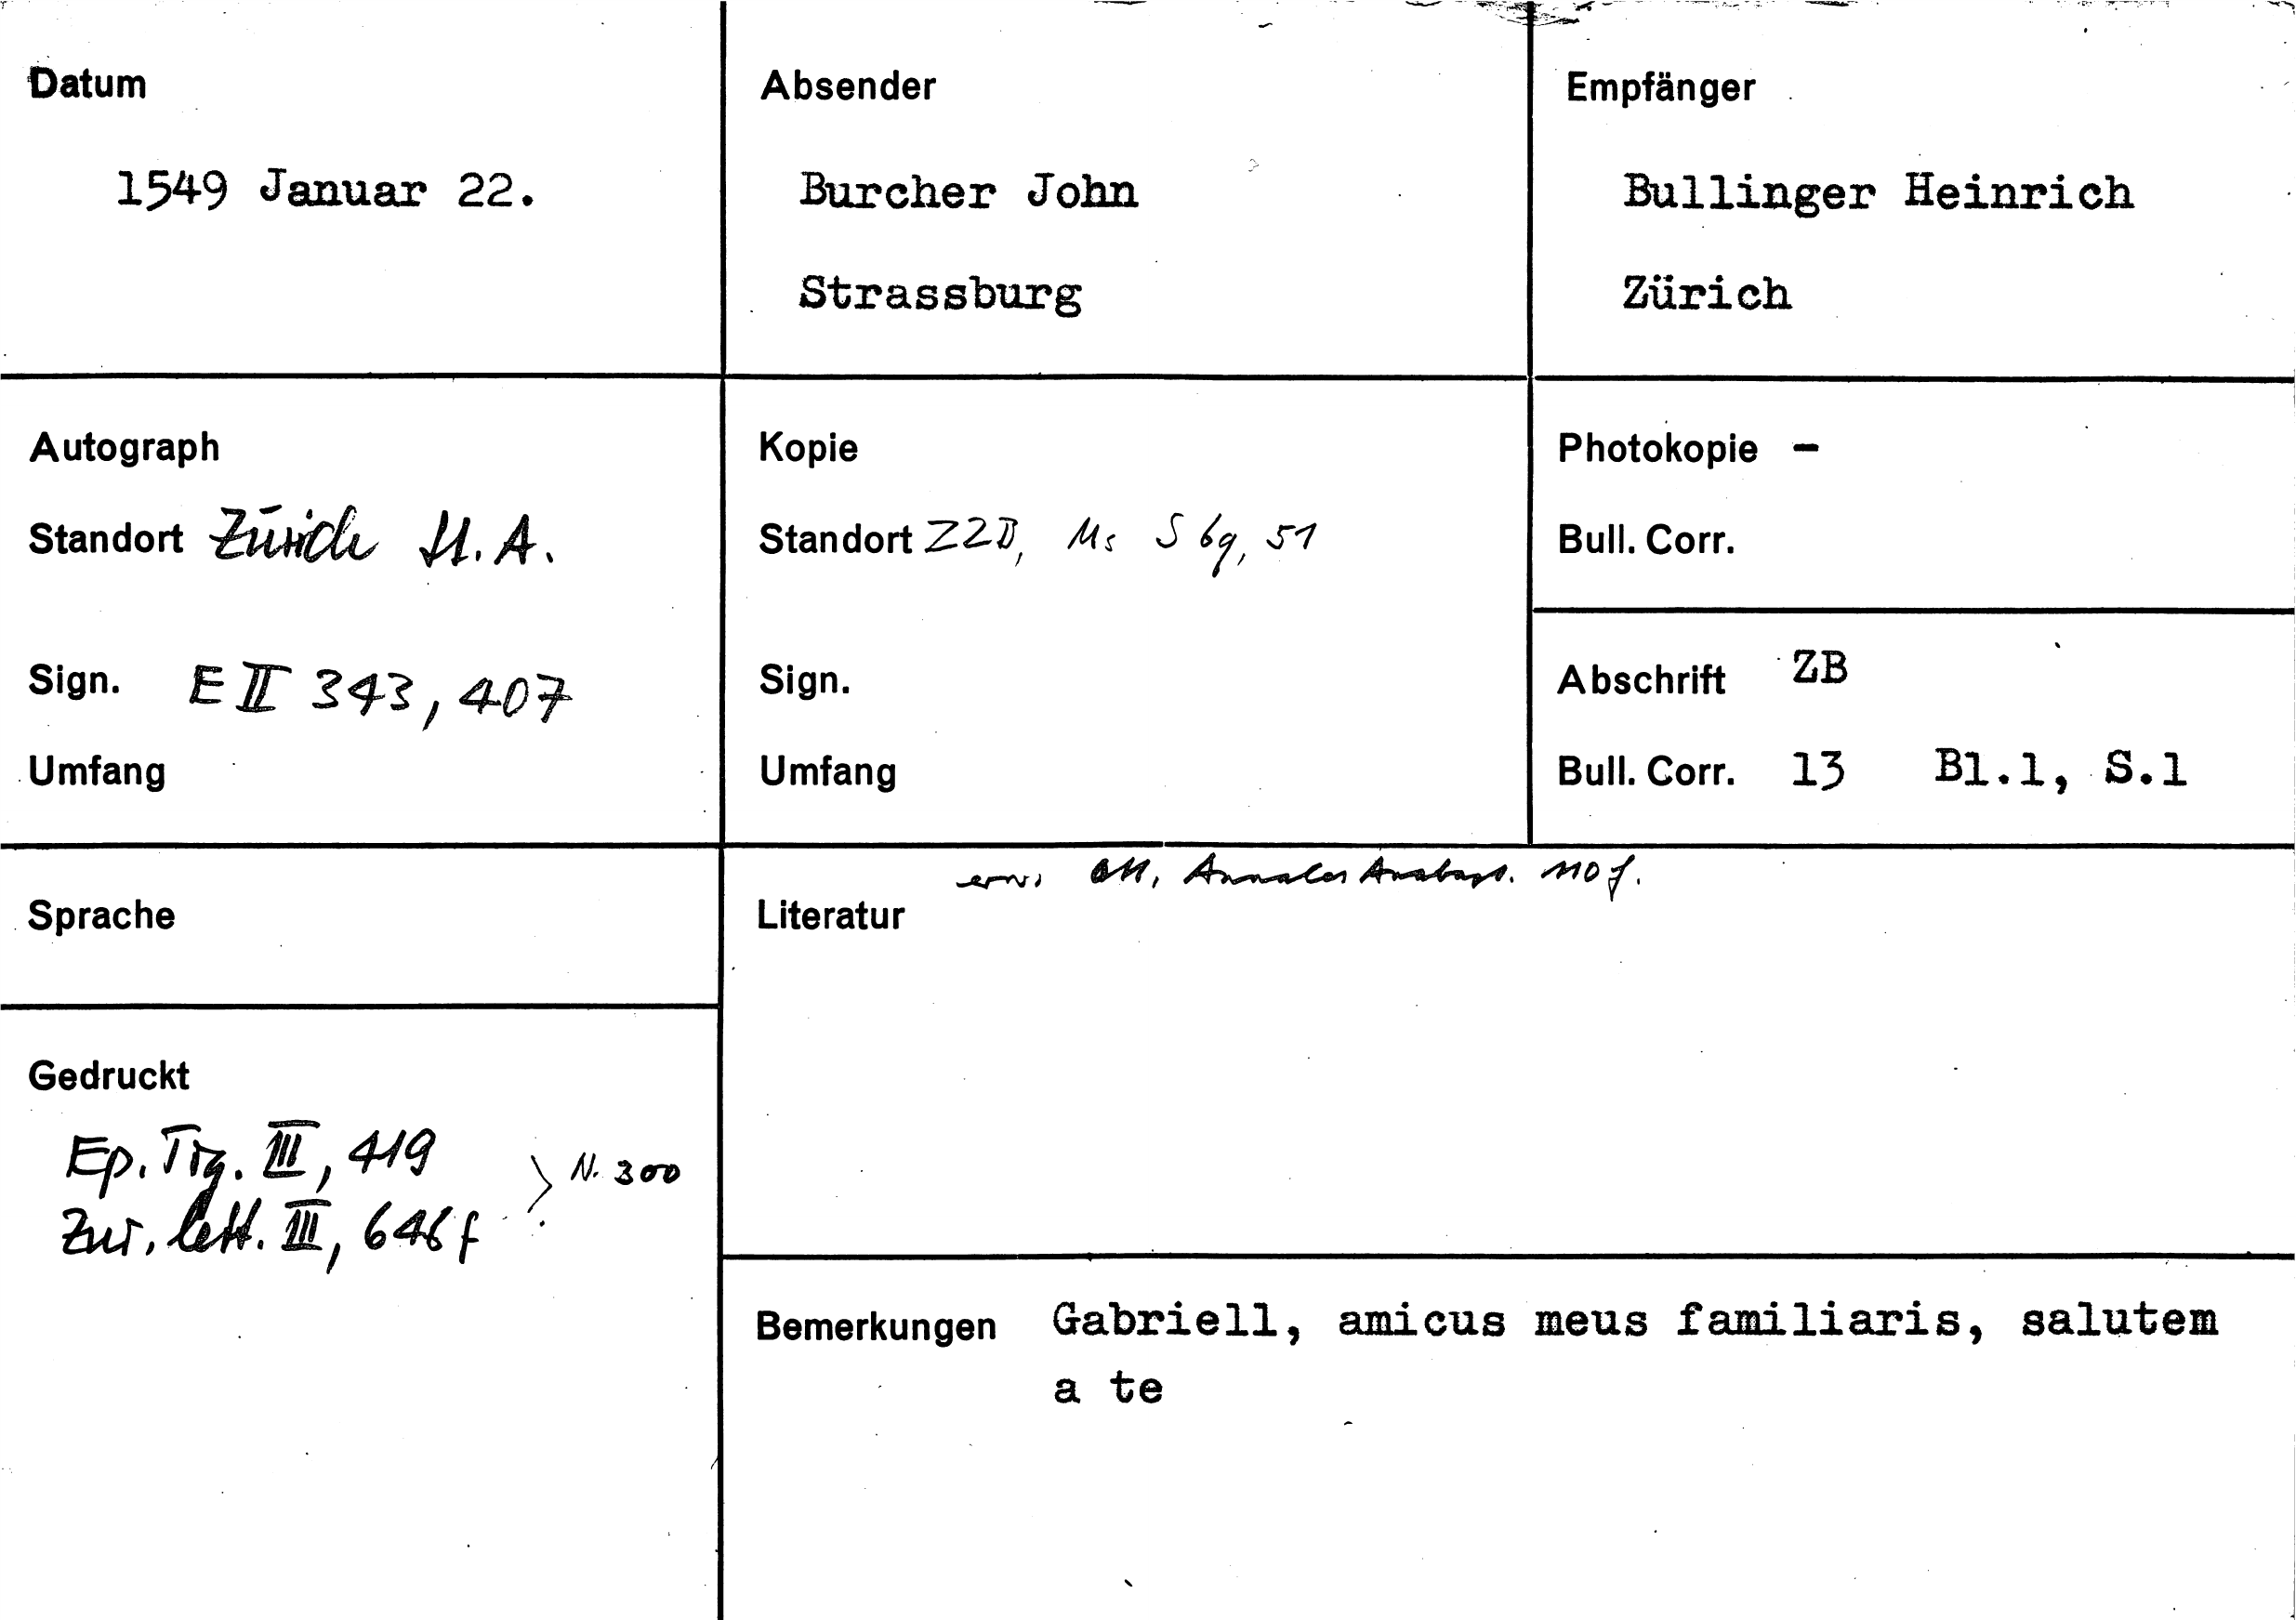 Datum
1549 Januar 22.
Absender
Burcher John
Strassburg
Empfänger
Bullinger Heinrich
Zürich
Autograph
Standort Zürich St. A.
Sign. E II 343, 407
Umfang
Kopie
Standort ZZB, Ms S 69, 51
Sign.
Umfang
Photokopie -
Bull. Corr.
Abschrift ZB
Bull. Corr. 13 Bl.1, S.1
Sprache
Gedruckt
Ep. Tig. III, 419
Zur. lett. III, 646 f
N. 300
erw. Ott, Annales Anabapt. 110 f.
Literatur
Bemerkungen Gabriell, amicus meus familiaris, salutem
a te